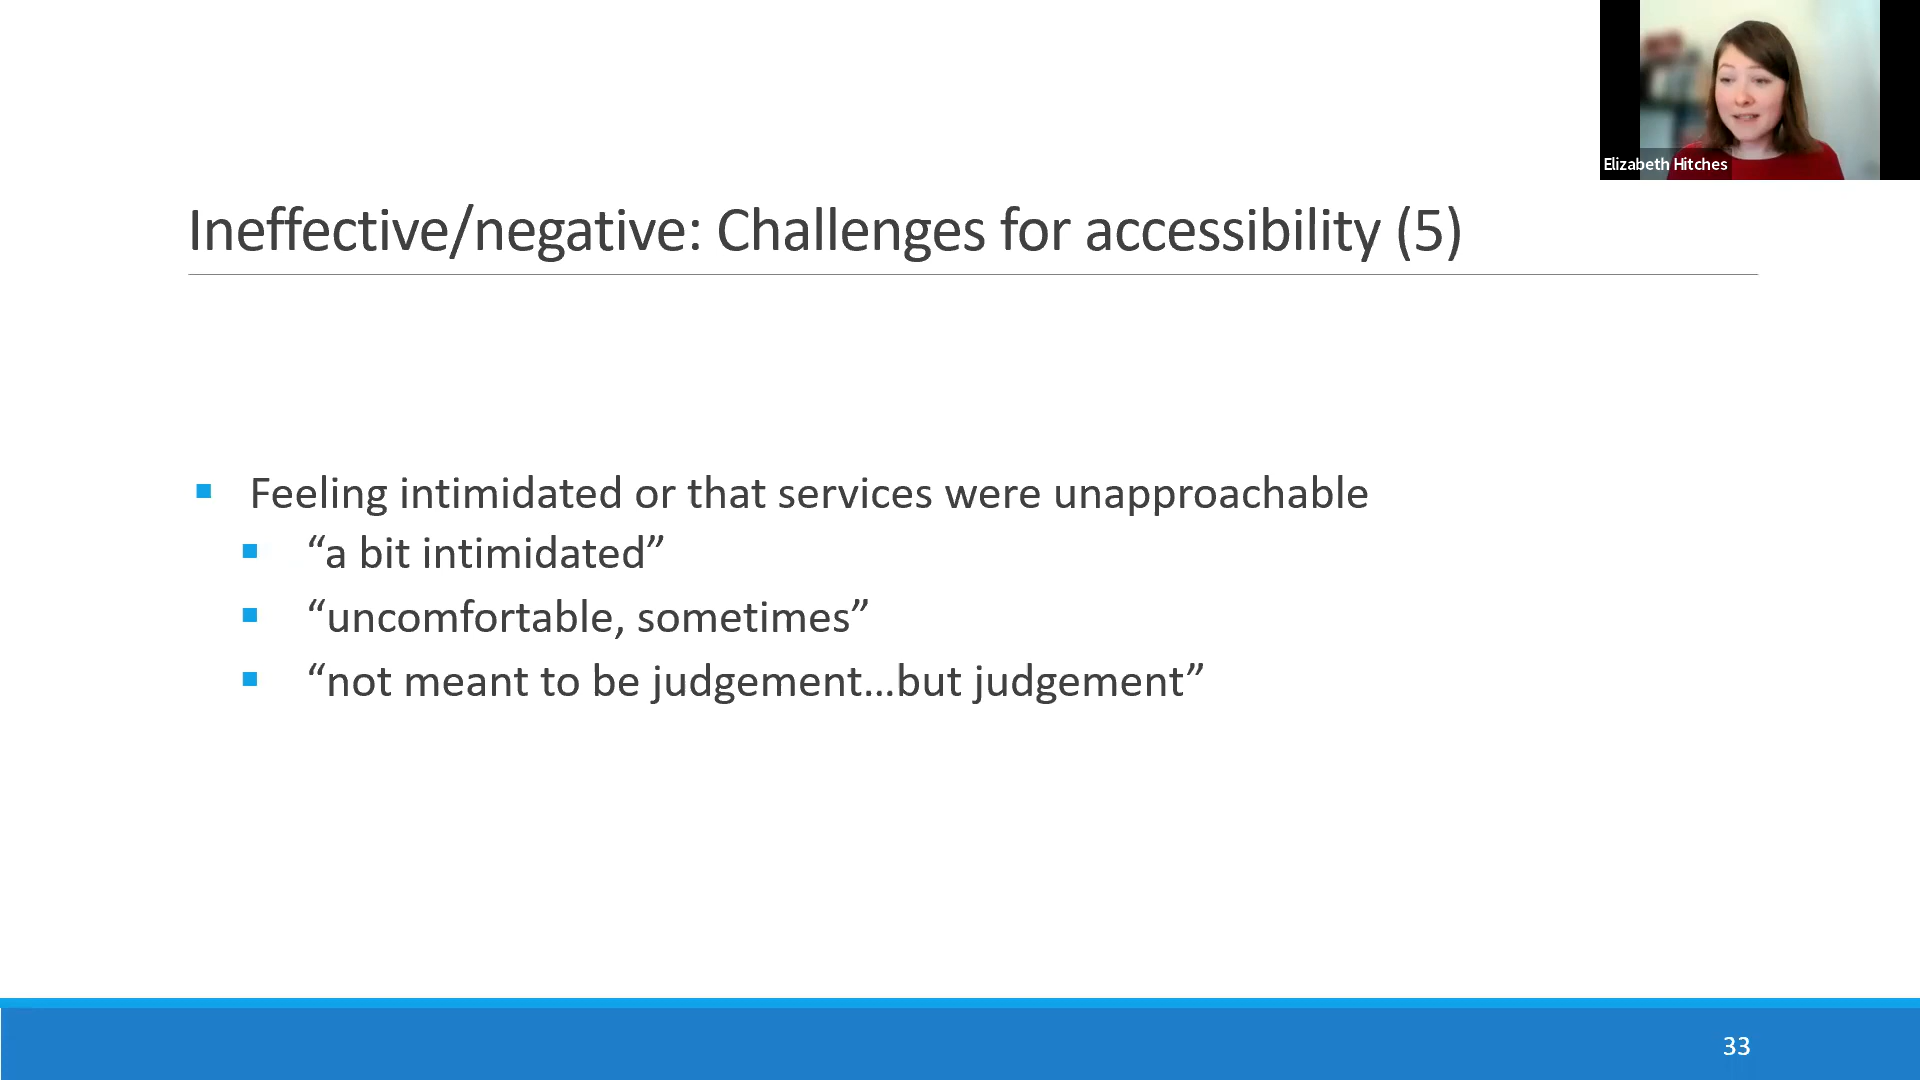 Elizabeth Hitches
Ineffective/negative: Challenges for accessibility (5)
Feeling intimidated or that services were unapproachable
“a bit intimidated”
“uncomfortable, sometimes”
“not meant to be judgement…but judgement”
33